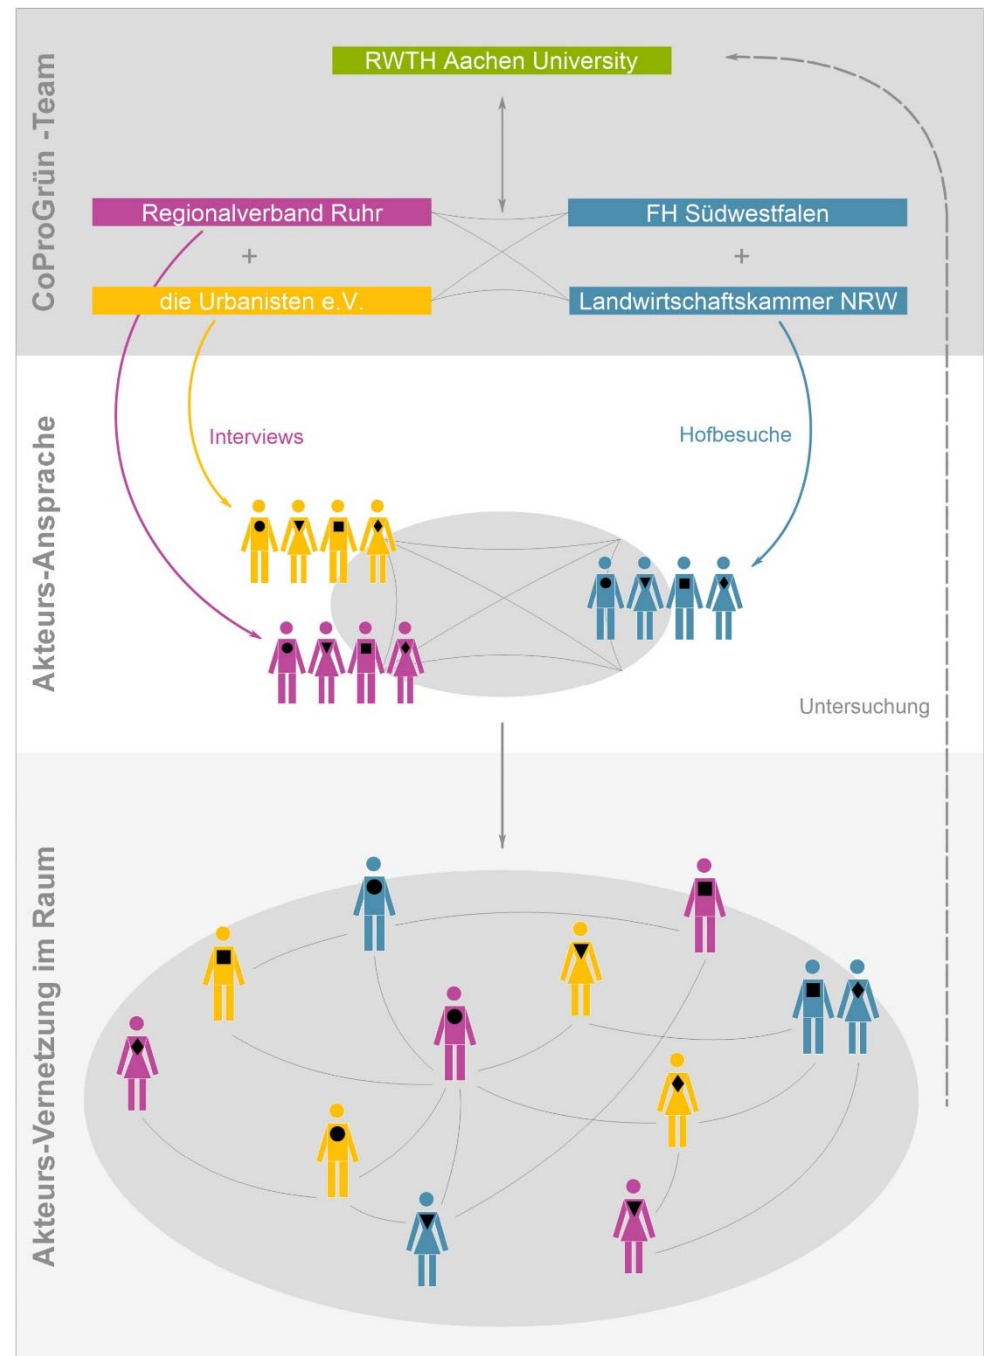 CoProGrün -Team
RWTH Aachen University
Regionalverband Ruhr
FH Südwestfalen
+
+
die Urbanisten e.V.
Landwirtschaftskammer NRW
Akteurs-Ansprache
Interviews
Hofbesuche
Untersuchung
Akteurs-Vernetzung im Raum